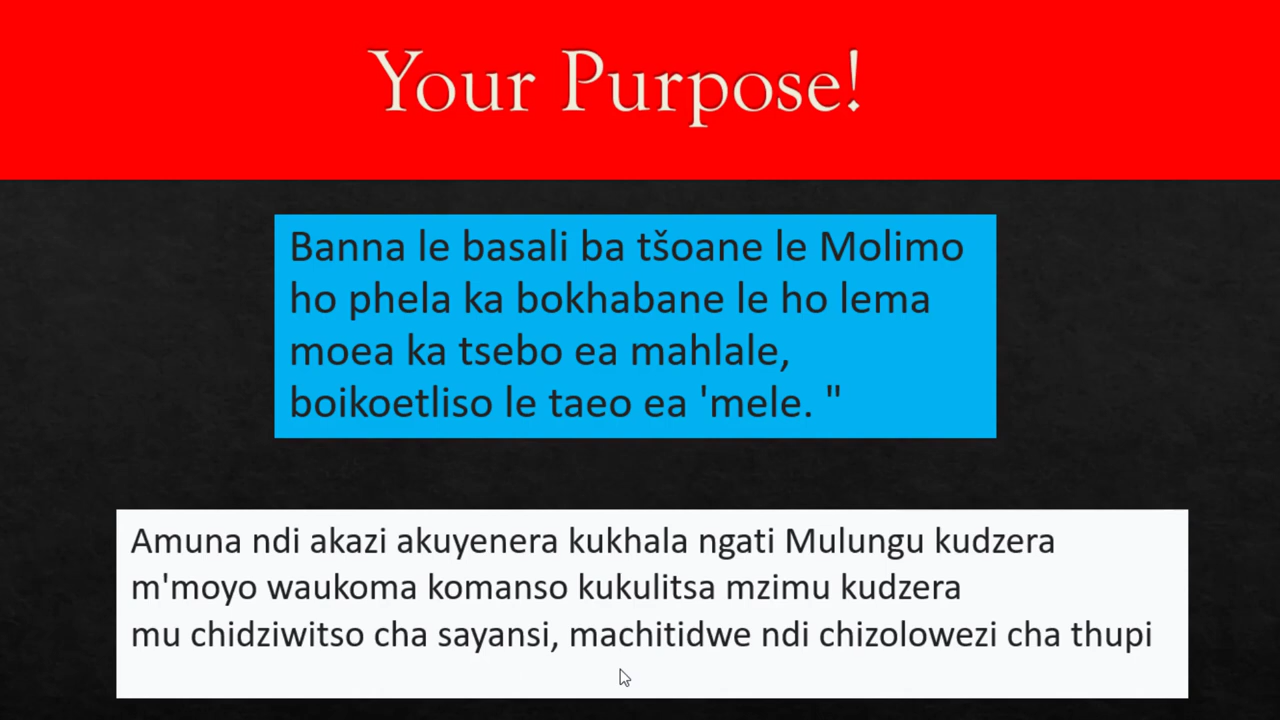 Your Purpose!
Banna le basali ba tšoane le Molimo
ho phela ka bokhabane le ho lema
moea ka tsebo ea mahlale,
boikoetliso le taeo ea 'mele. "
Amuna ndi akazi akuyenera kukhala ngati Mulungu kudzera
m'moyo waukoma komanso kukulitsa mzimu kudzera
mu chidziwitso cha sayansi, machitidwe ndi chizolowezi cha thupi